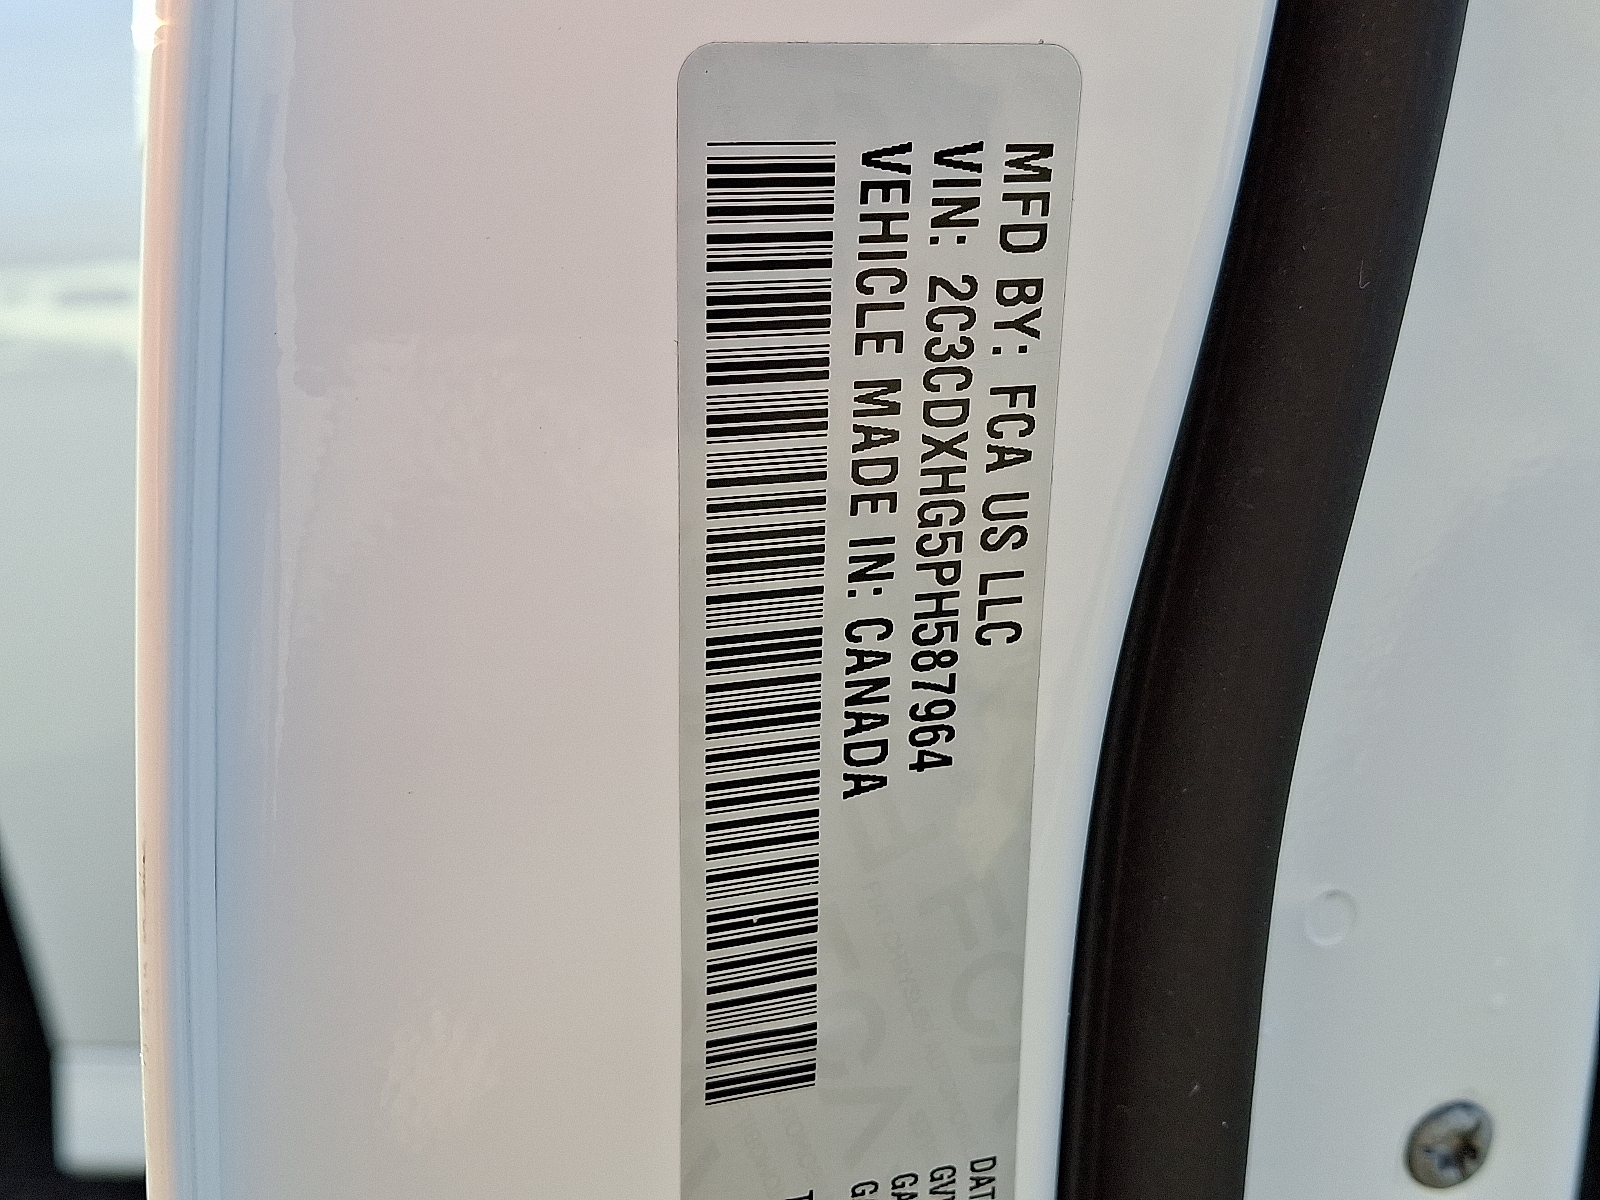 MFD BY: FCA US LLC
VIN: 2C3CDXHG5PH587964
VEHICLE MADE IN: CANADA